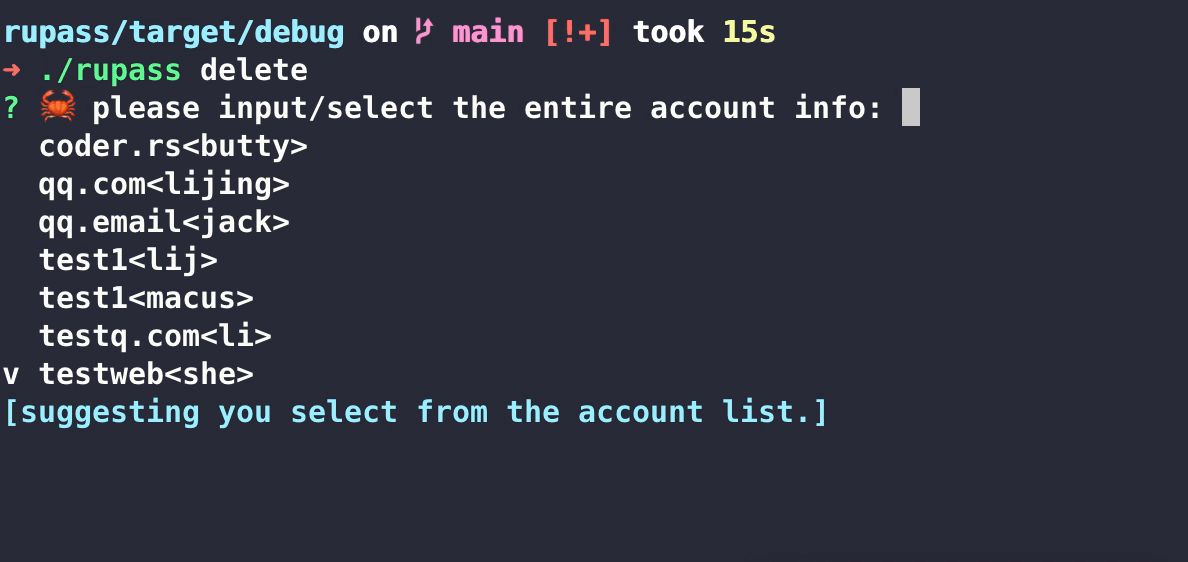 rupass/target/debug on main [!+] took 15s
→ ./rupass delete
? 🦀 please input/select the entire account info:
coder.rs<butty>
qq.com<lijing>
qq.email<jack>
test1<lij>
test1<macus>
testq.com<li>
v testweb<she>
[suggesting you select from the account list.]